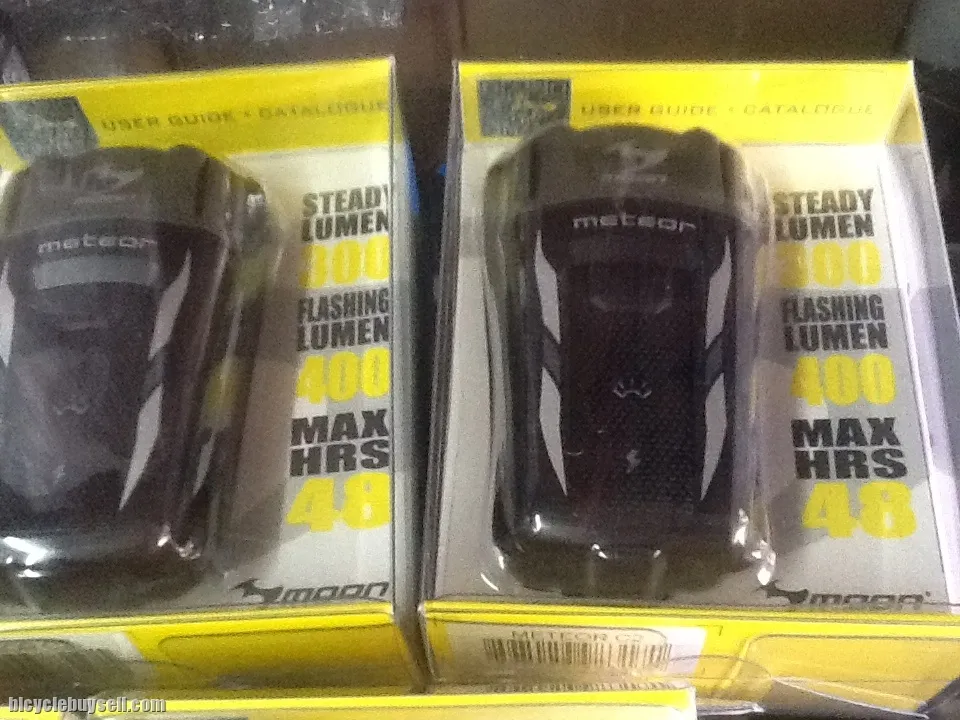 USER GUIDE • CATALOGUE
meteor
STEADY
LUMEN
300
FLASHING
LUMEN
400
MAX
HRS
48
moon
USER GUIDE • CATALOGUE
meteor
STEADY
LUMEN
300
FLASHING
LUMEN
400
MAX
HRS
48
moon
METEOR C2
bicyclebuysell.com